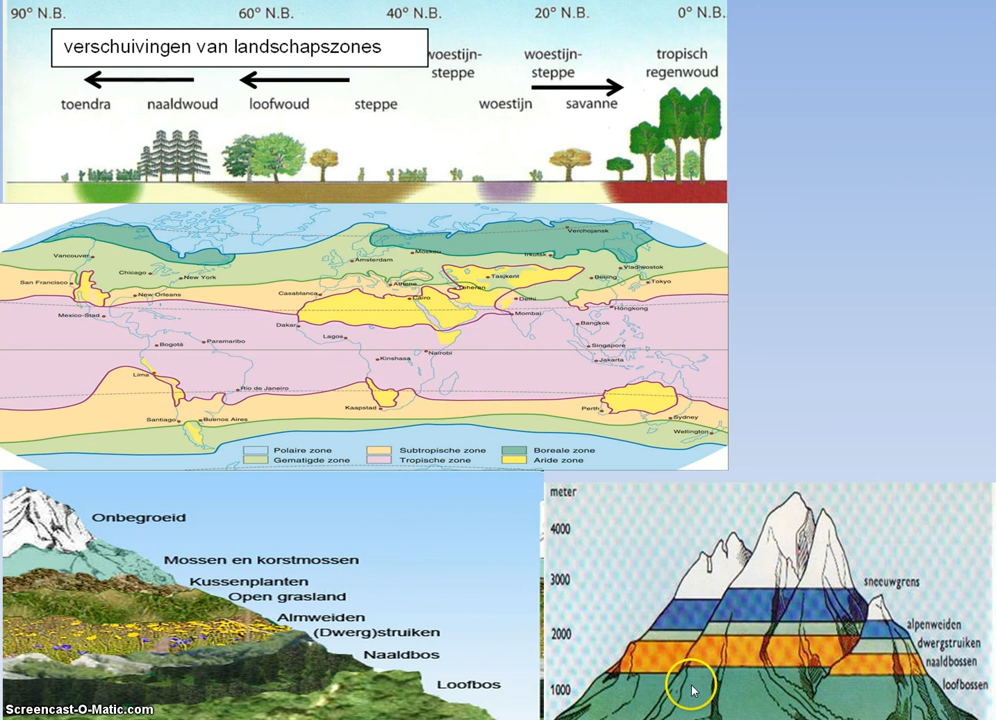 90° N.B. 60° N.B. 40° N.B. 20° N.B. 0° N.B.
verschuivingen van landschapszones
woestijn-
steppe
woestijn-
steppe
tropisch
regenwoud
toendra naaldwoud loofwoud steppe woestijn savanne
Verchojansk
Vancouver
Moskou
Irkutsk
Amsterdam
Vladiwostok
Chicago
New York
Tasjkent
Beijing
San Francisco
Athene
Teheran
Tokyo
New Orleans
Casablanca
Cairo
Delhi
Hongkong
Mexico-Stad
Mumbai
Dakar
Bangkok
Bogotá
Paramaribo
Lagos
Singapore
Nairobi
Kinshasa
Jakarta
Lima
Rio de Janeiro
Kaapstad
Perth
Santiago
Buenos Aires
Sydney
Wellington
Polaire zone Subtropische zone Boreale zone
Gematigde zone Tropische zone Aride zone
Onbegroeid
Mossen en korstmossen
Kussenplanten
Open grasland
Almweiden
(Dwerg)struiken
Naaldbos
Loofbos
meter
4000
3000
2000
1000
sneeuwgrens
alpenweiden
dwergstruiken
naaldbossen
loofbossen
Screencast-O-Matic.com